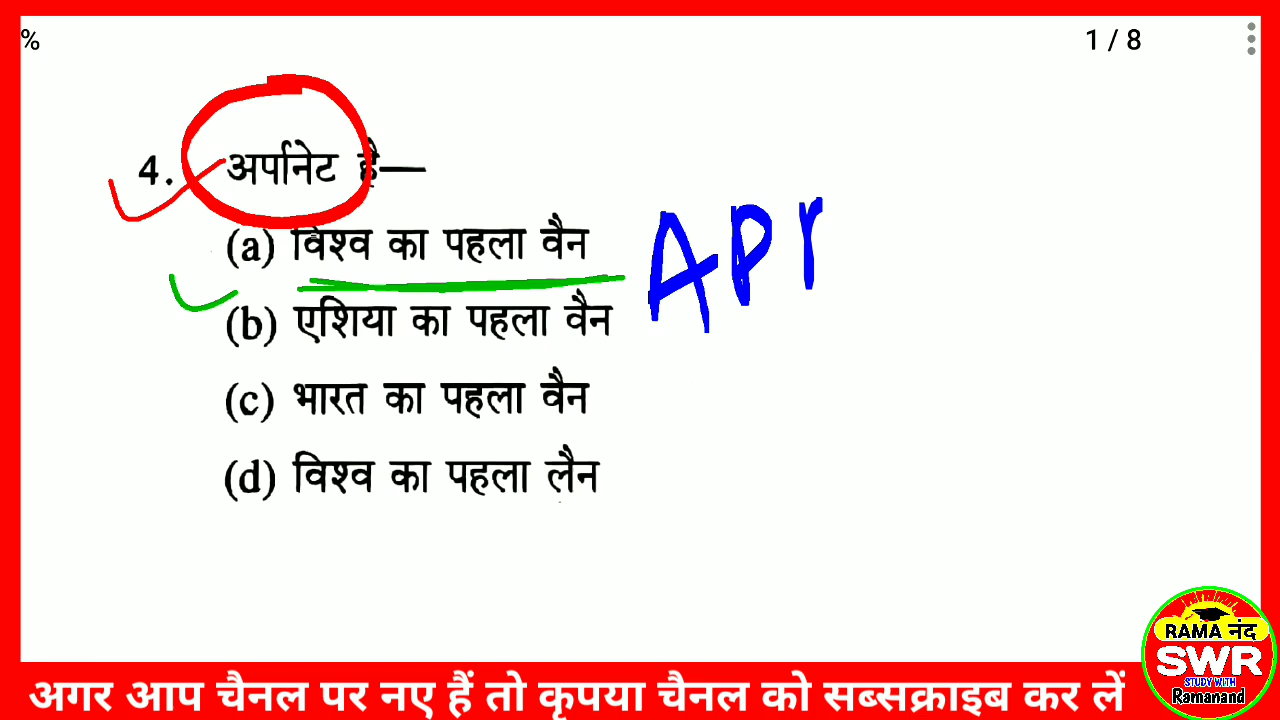 %
1 / 8
4. अर्पानेट है—
(a) विश्व का पहला वैन
APr
(b) एशिया का पहला वैन
(c) भारत का पहला वैन
(d) विश्व का पहला लैन
RAMA नंद
SWR
STUDY WITH
Ramanand
अगर आप चैनल पर नए हैं तो कृपया चैनल को सब्सक्राइब कर लें